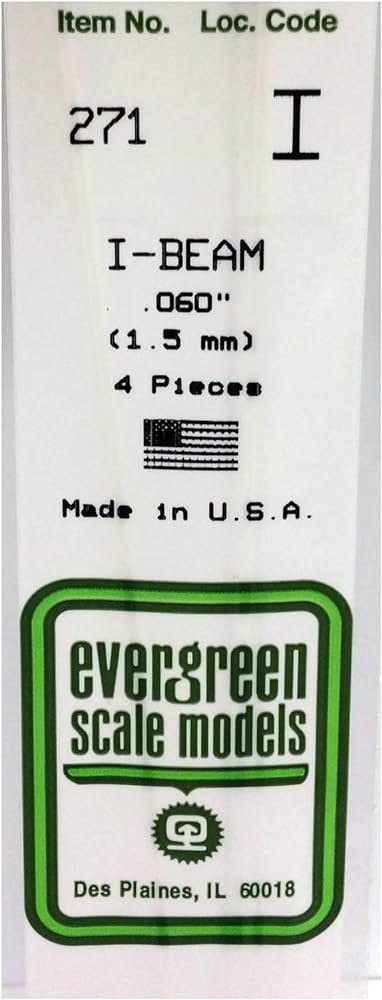 Item No. Loc. Code
271 I
I-BEAM
.060"
(1.5 mm)
4 Pieces
Made in U.S.A.
evergreen
scale models
Des Plaines, IL 60018